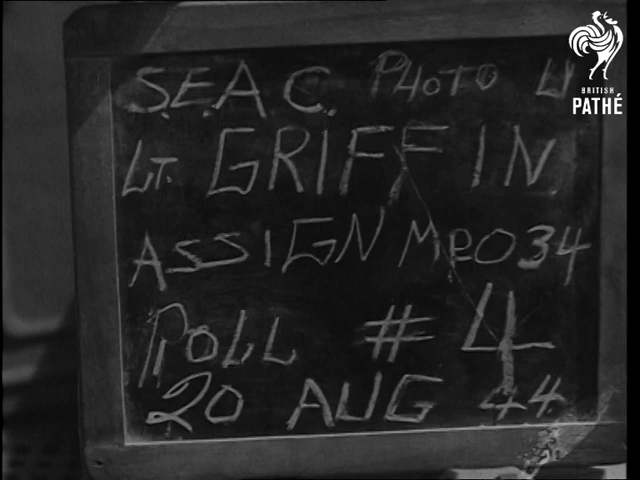 S.E.A.C. PHOTO U
LT. GRIFFIN
ASSIGN MPO34
ROLL # 4
20 AUG 44
BRITISH
PATHÉ